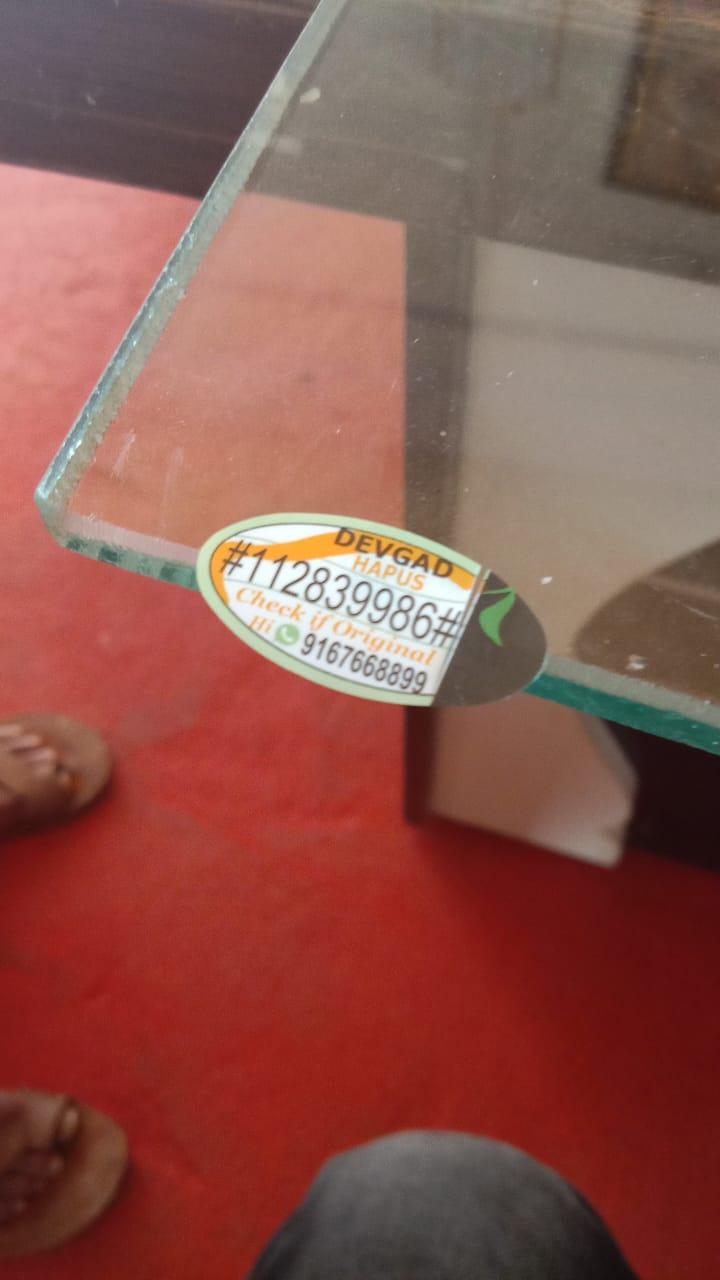 DEVGAD
HAPUS
#112839986#
Check if Original
Hi 9167668899